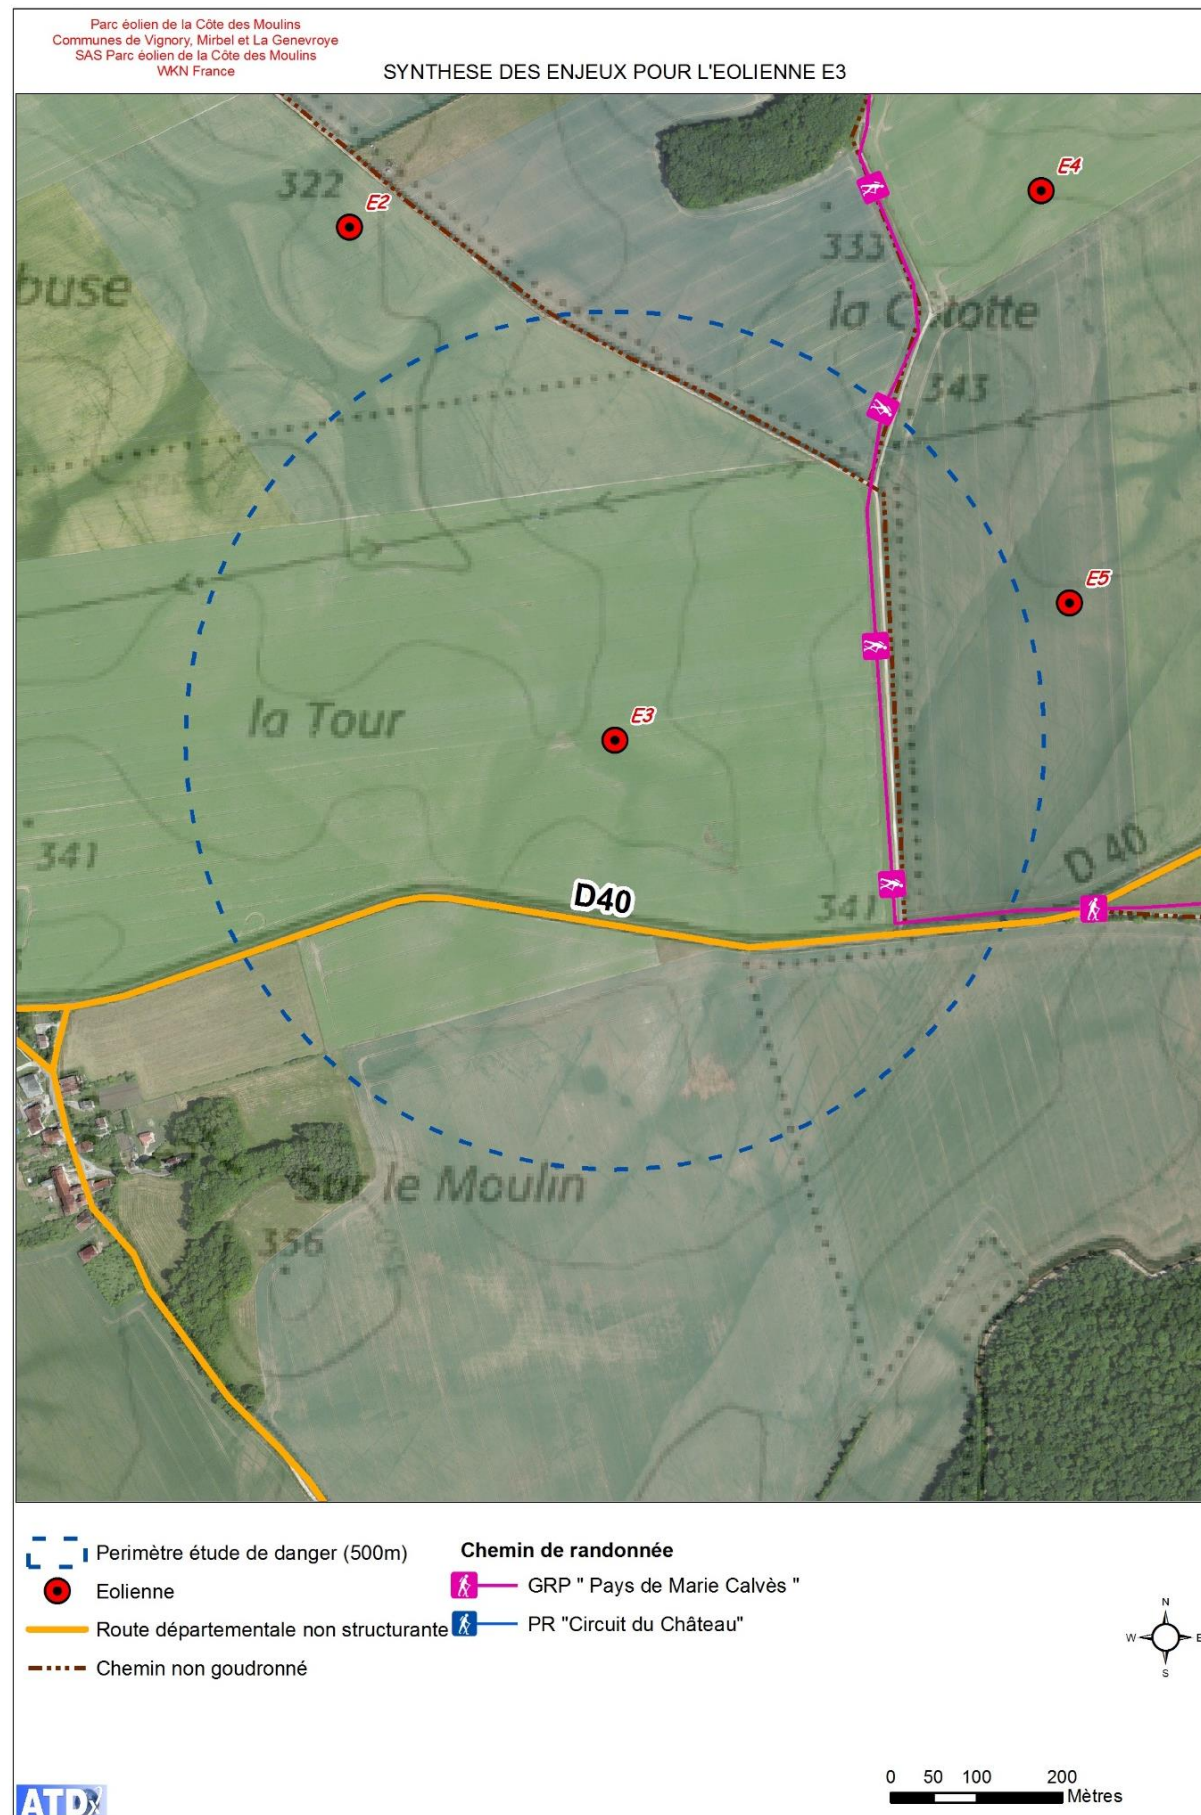 Parc éolien de la Côte des Moulins
Communes de Vignory, Mirbel et La Genevroye
SAS Parc éolien de la Côte des Moulins
WKN France
SYNTHESE DES ENJEUX POUR L'EOLIENNE E3
E4
322
E2
333
buse
la
343
E5
la Tour
E3
341
D 40
D40
341
Sur le Moulin
356
Perimètre étude de danger (500m)
Eolienne
Route départementale non structurante
Chemin non goudronné
Chemin de randonnée
GRP " Pays de Marie Calvès "
PR "Circuit du Château"
N
W E
S
0 50 100 200
Mètres
ATDx